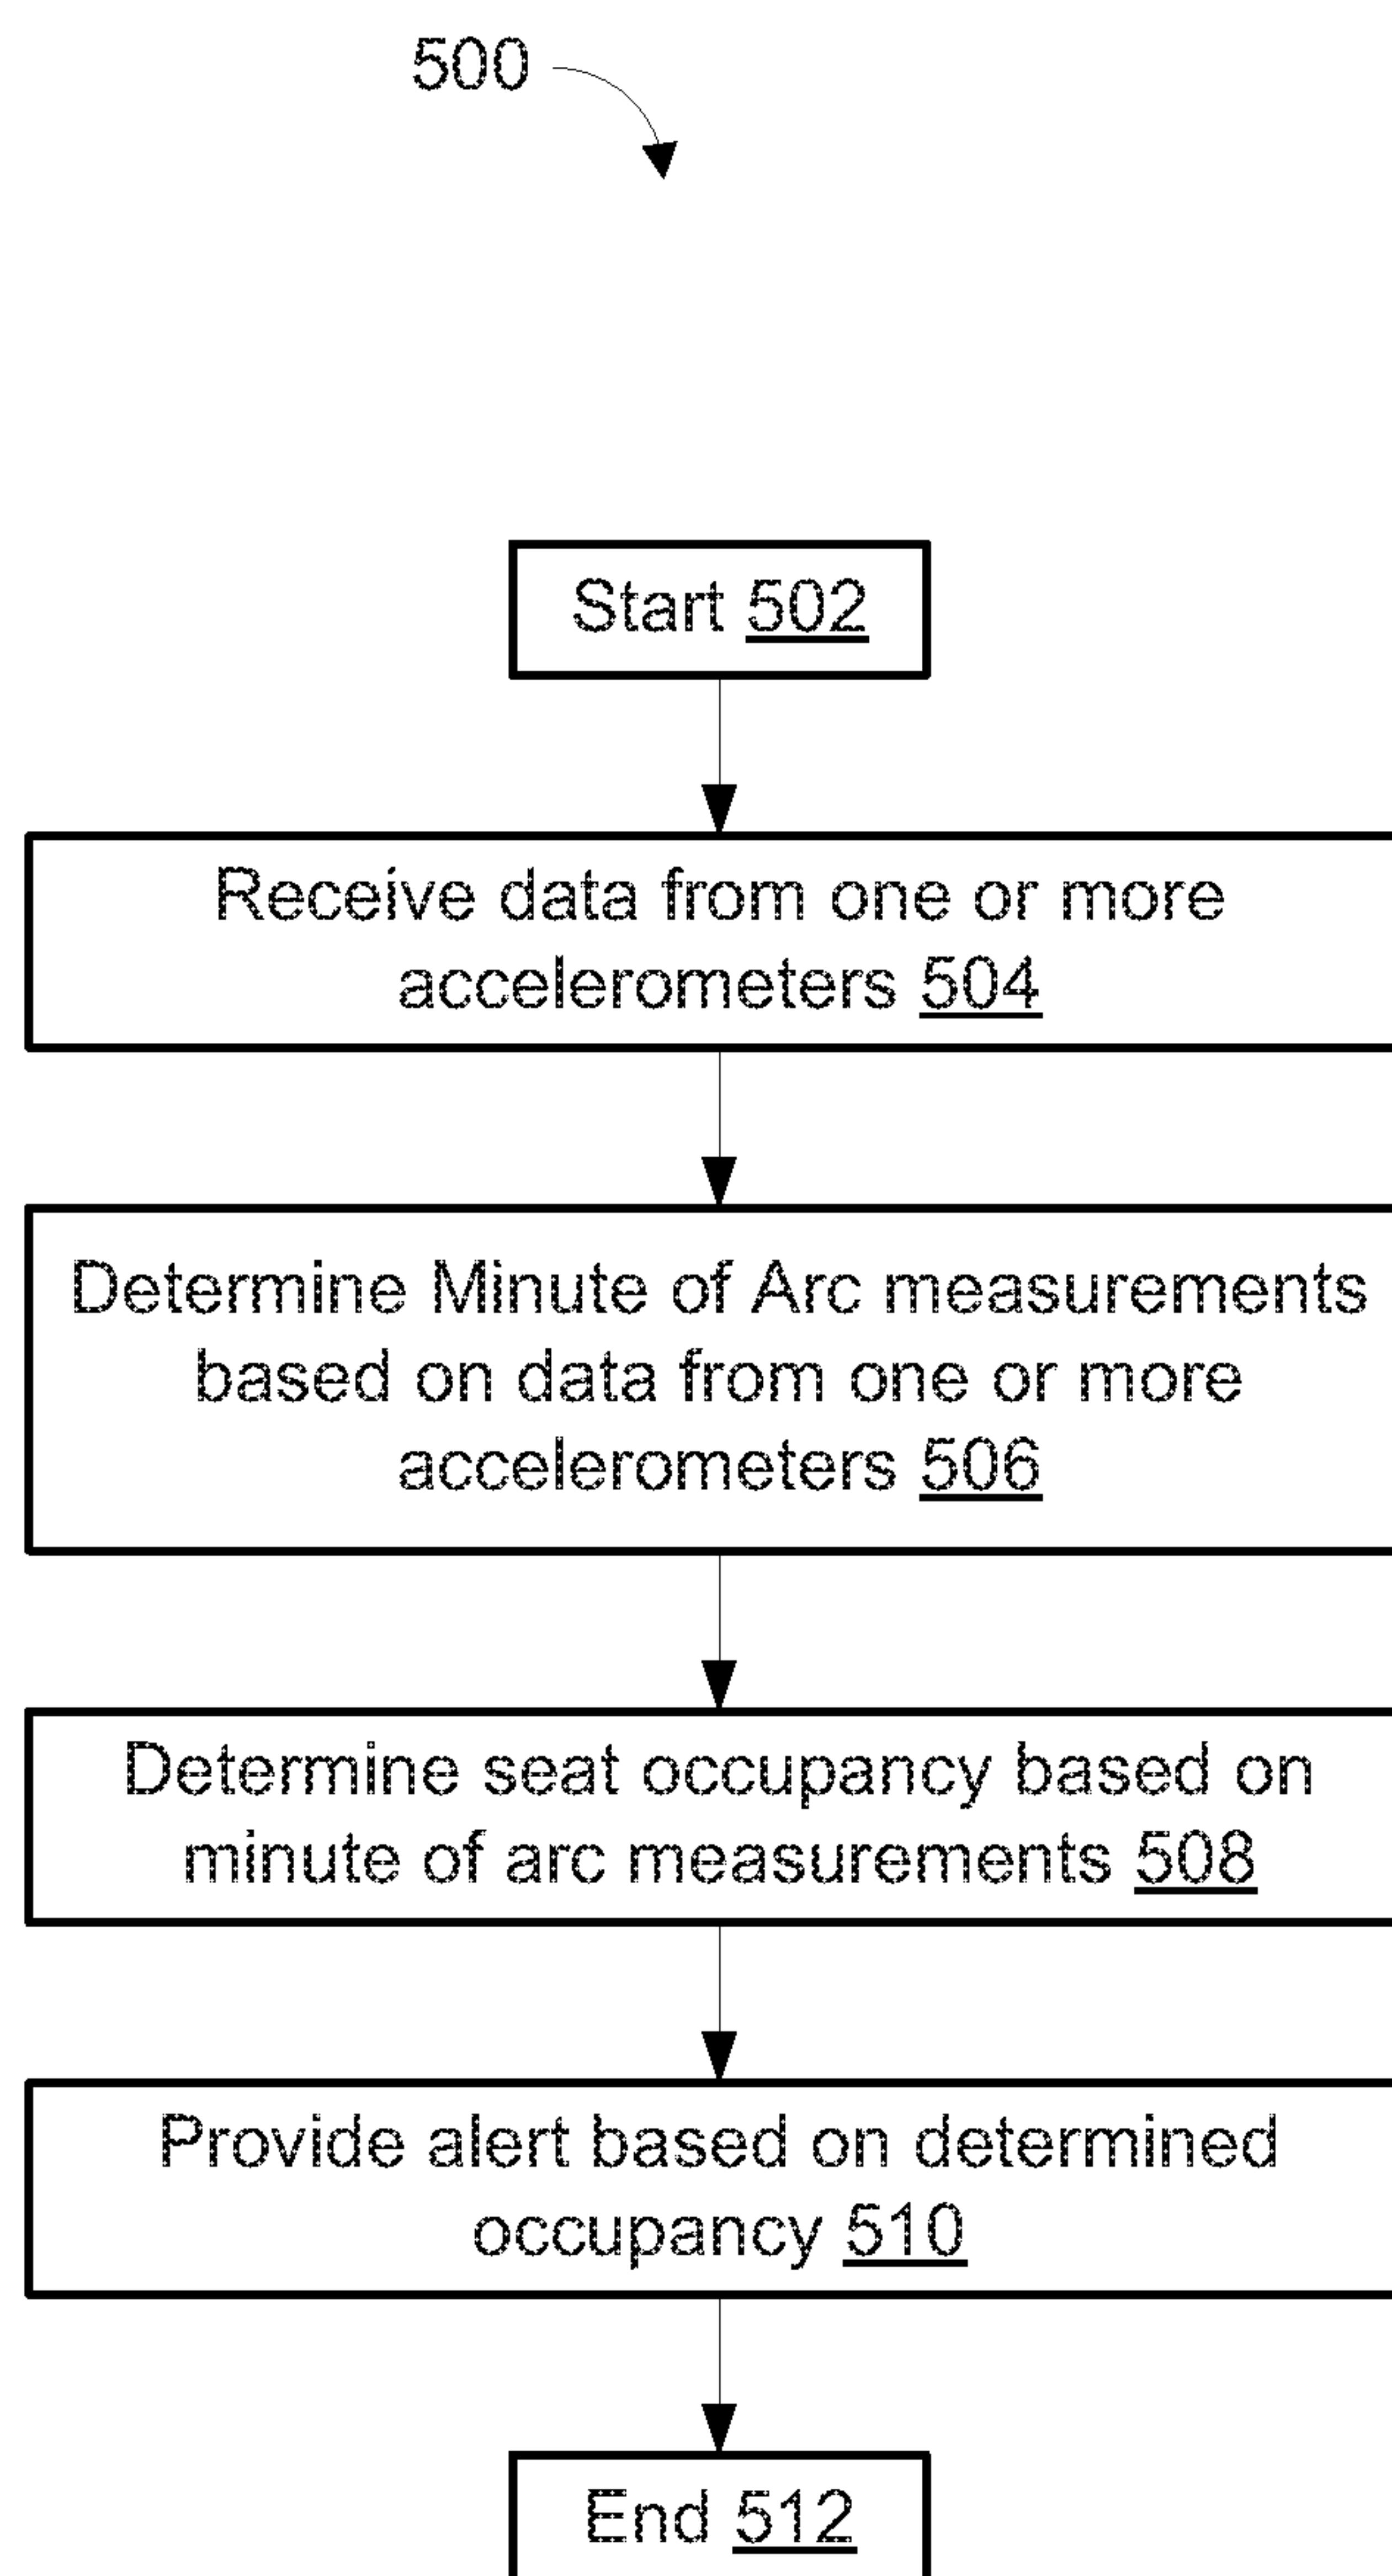 500
Start 502
Receive data from one or more
accelerometers 504
Determine Minute of Arc measurements
based on data from one or more
accelerometers 506
Determine seat occupancy based on
minute of arc measurements 508
Provide alert based on determined
occupancy 510
End 512